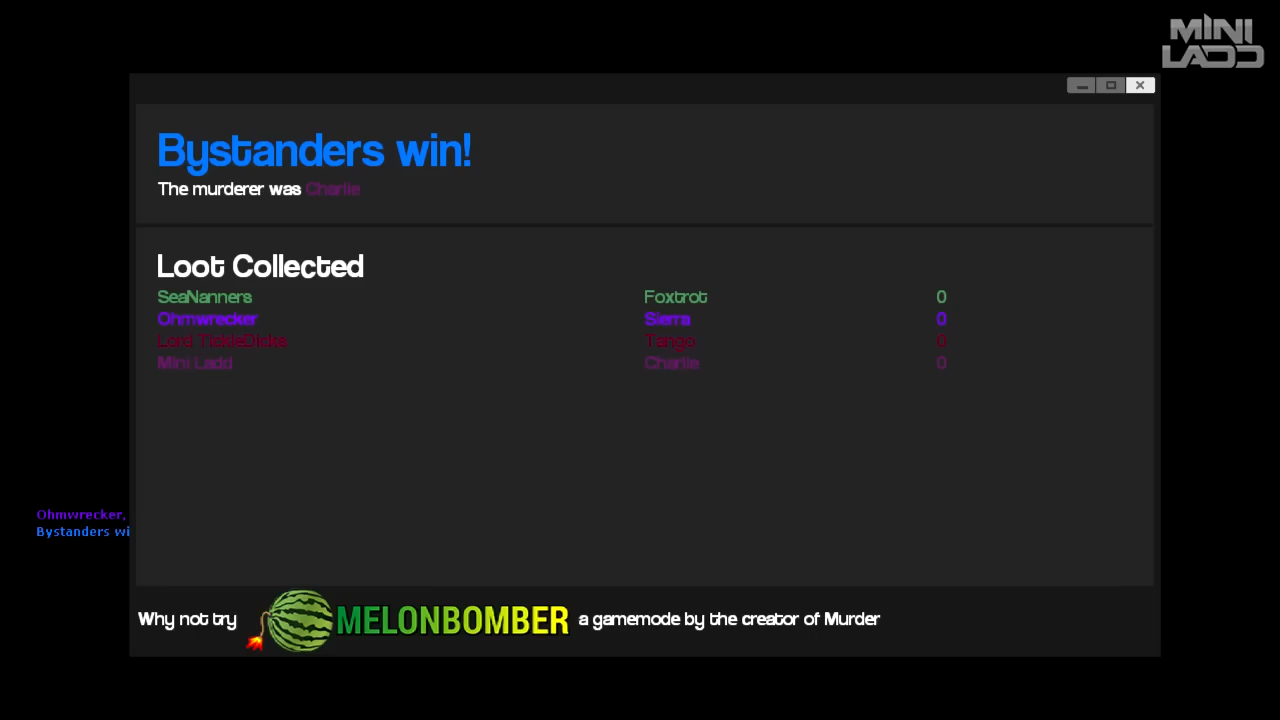 MINI
LADD
Bystanders win!
The murderer was Charlie
Loot Collected
SeaNanners Foxtrot 0
Ohmwrecker Sierra 0
Lord TickleDicks Tango 0
Mini Ladd Charlie 0
Ohmwrecker,
Bystanders wi
Why not try MELONBOMBER a gamemode by the creator of Murder